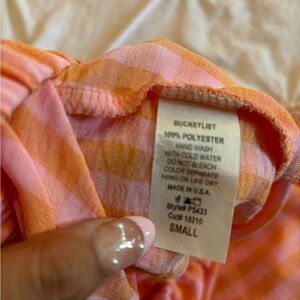 BUCKETLIST
100% POLYESTER
HAND WASH
WITH COLD WATER
DO NOT BLEACH
COLOR SEPARATE
HANG OR LINE DRY
MADE IN U.S.A.
Style# P5433
Cut# 18210
SMALL